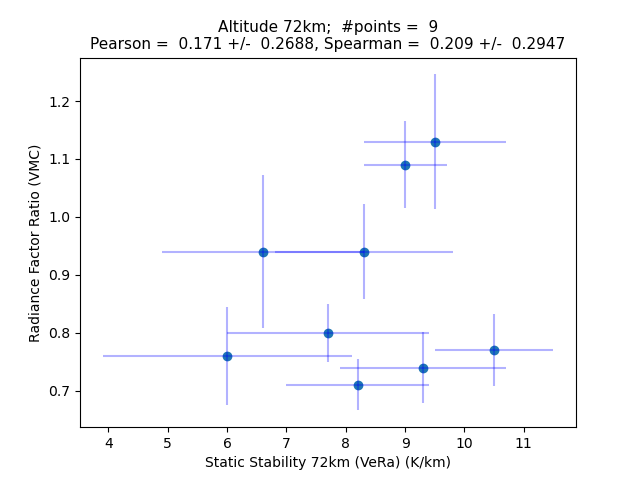 Altitude 72km;  #points =  9
Pearson =  0.171 +/-  0.2688, Spearman =  0.209 +/-  0.2947
1.2
1.1
1.0
0.9
0.8
0.7
Radiance Factor Ratio (VMC)
4 5 6 7 8 9 10 11
Static Stability 72km (VeRa) (K/km)